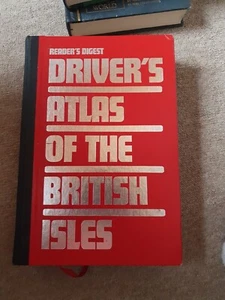 READER'S DIGEST
DRIVER'S
ATLAS
OF THE
BRITISH
ISLES